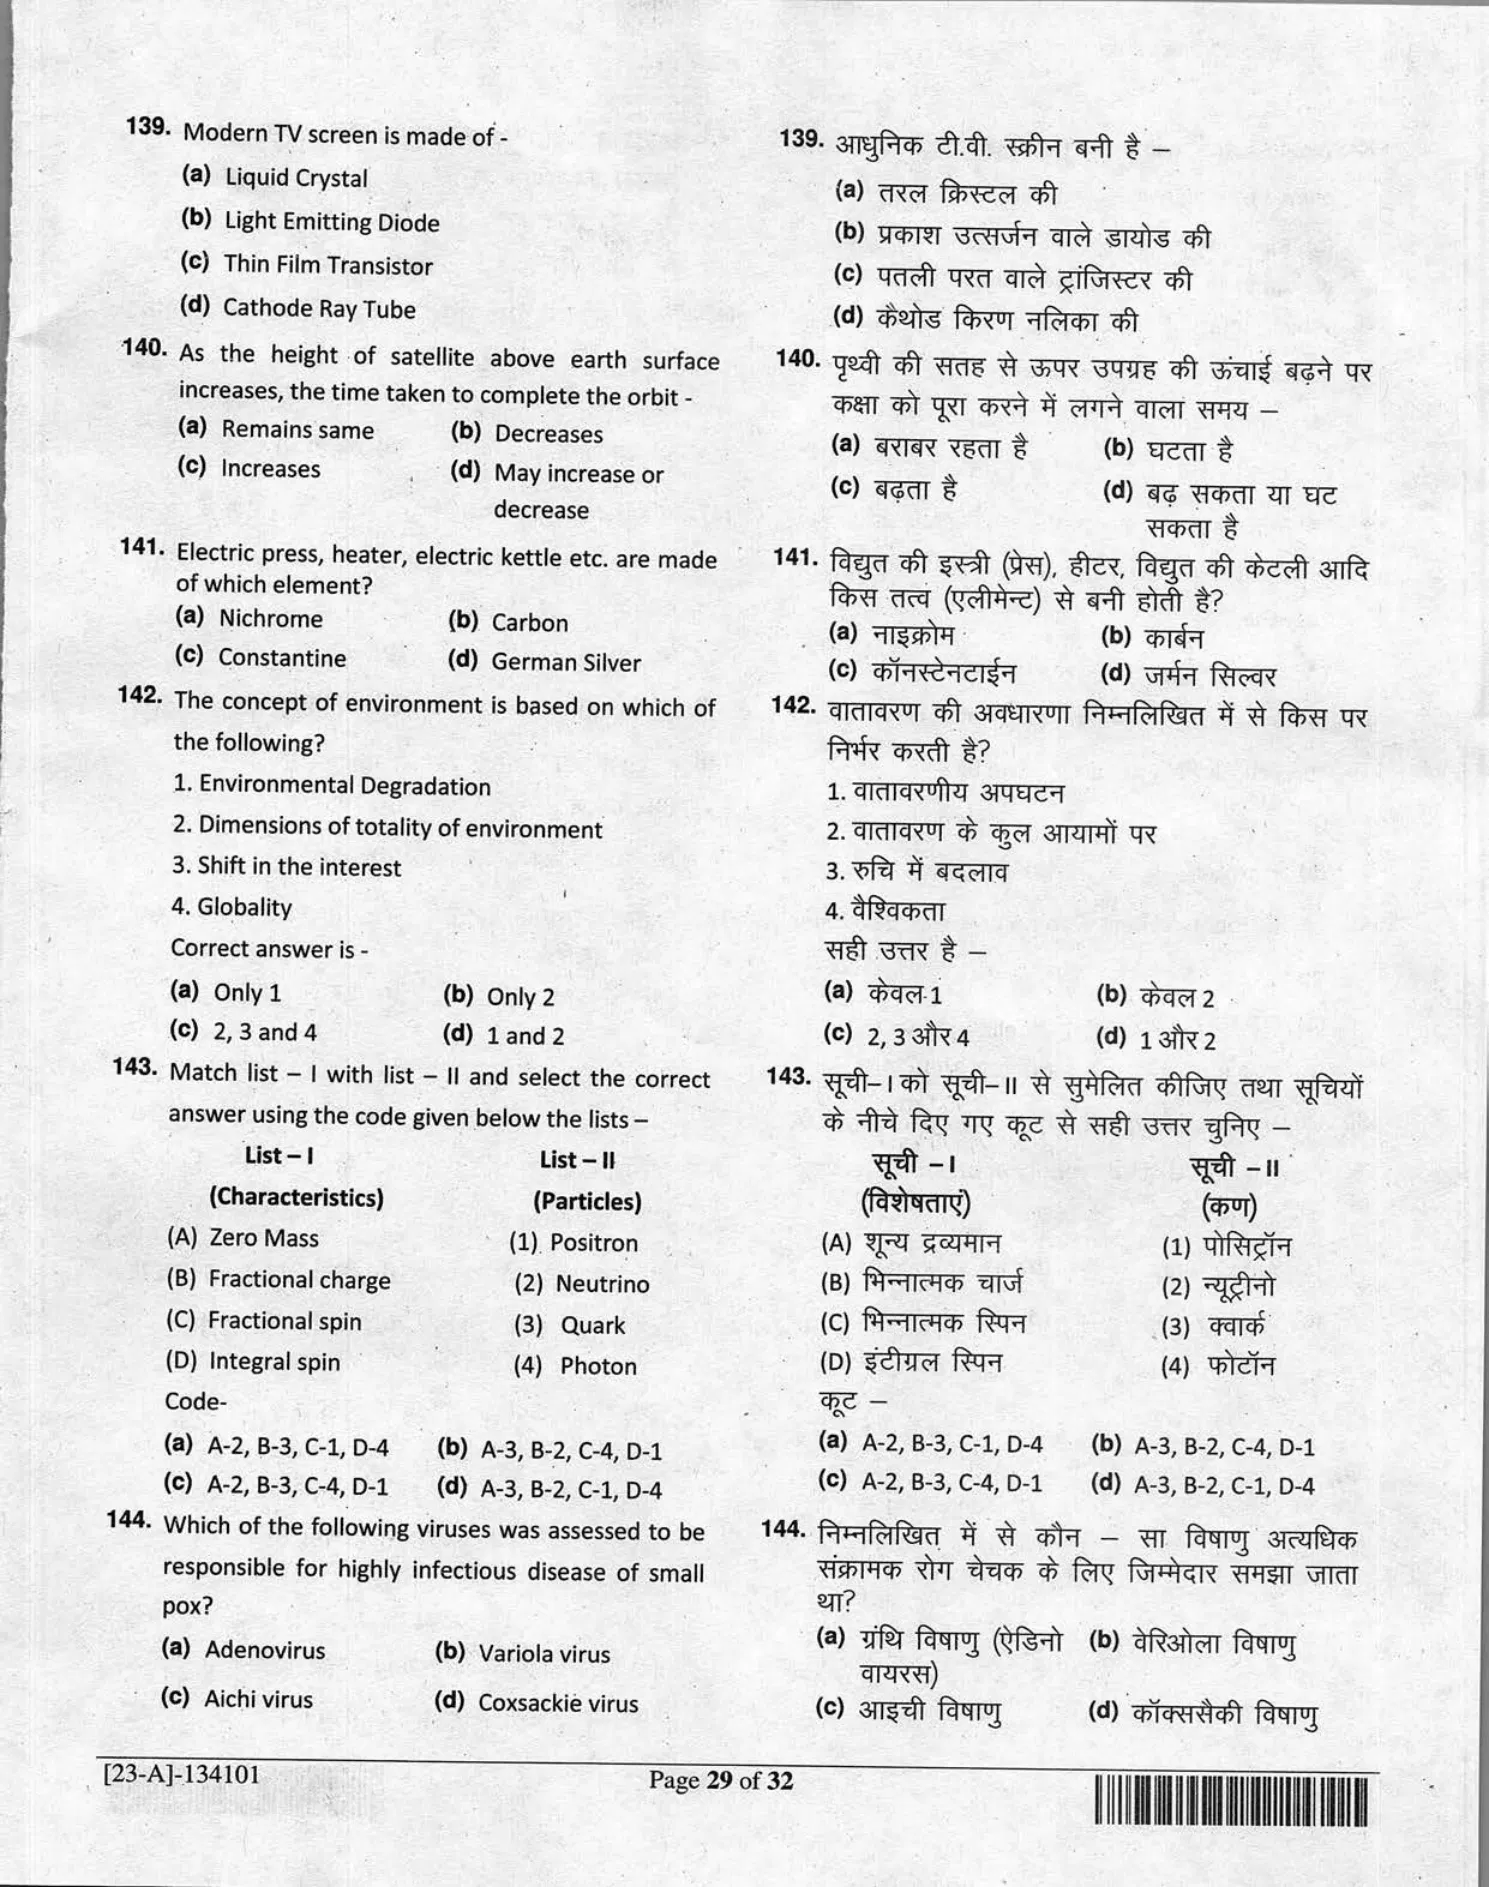 139. Modern TV screen is made of -
(a) Liquid Crystal
(b) Light Emitting Diode
(c) Thin Film Transistor
(d) Cathode Ray Tube
140. As the height of satellite above earth surface
increases, the time taken to complete the orbit -
(a) Remains same (b) Decreases
(c) Increases (d) May increase or
decrease
141. Electric press, heater, electric kettle etc. are made
of which element?
(a) Nichrome (b) Carbon
(c) Constantine (d) German Silver
142. The concept of environment is based on which of
the following?
1. Environmental Degradation
2. Dimensions of totality of environment
3. Shift in the interest
4. Globality
Correct answer is -
(a) Only 1 (b) Only 2
(c) 2, 3 and 4 (d) 1 and 2
143. Match list – I with list – II and select the correct
answer using the code given below the lists –
List – I List – II
(Characteristics) (Particles)
(A) Zero Mass (1) Positron
(B) Fractional charge (2) Neutrino
(C) Fractional spin (3) Quark
(D) Integral spin (4) Photon
Code-
(a) A-2, B-3, C-1, D-4 (b) A-3, B-2, C-4, D-1
(c) A-2, B-3, C-4, D-1 (d) A-3, B-2, C-1, D-4
144. Which of the following viruses was assessed to be
responsible for highly infectious disease of small
pox?
(a) Adenovirus (b) Variola virus
(c) Aichi virus (d) Coxsackie virus
139. आधुनिक टी.वी. स्क्रीन बनी है –
(a) तरल क्रिस्टल की
(b) प्रकाश उत्सर्जन वाले डायोड की
(c) पतली परत वाले ट्रांजिस्टर की
(d) कैथोड किरण नलिका की
140. पृथ्वी की सतह से ऊपर उपग्रह की ऊंचाई बढ़ने पर
कक्षा को पूरा करने में लगने वाला समय –
(a) बराबर रहता है (b) घटता है
(c) बढ़ता है (d) बढ़ सकता या घट
सकता है
141. विद्युत की इस्त्री (प्रेस), हीटर, विद्युत की केटली आदि
किस तत्व (एलीमेन्ट) से बनी होती है?
(a) नाइक्रोम (b) कार्बन
(c) कॉनस्टेनटाईन (d) जर्मन सिल्वर
142. वातावरण की अवधारणा निम्नलिखित में से किस पर
निर्भर करती है?
1. वातावरणीय अपघटन
2. वातावरण के कुल आयामों पर
3. रुचि में बदलाव
4. वैश्विकता
सही उत्तर है –
(a) केवल 1 (b) केवल 2
(c) 2, 3 और 4 (d) 1 और 2
143. सूची–I को सूची–II से सुमेलित कीजिए तथा सूचियों
के नीचे दिए गए कूट से सही उत्तर चुनिए –
सूची –I सूची –II
(विशेषताएं) (कण)
(A) शून्य द्रव्यमान (1) पोसिट्रॉन
(B) भिन्नात्मक चार्ज (2) न्यूट्रीनो
(C) भिन्नात्मक स्पिन (3) क्वार्क
(D) इंटीग्रल स्पिन (4) फोटॉन
कूट –
(a) A-2, B-3, C-1, D-4 (b) A-3, B-2, C-4, D-1
(c) A-2, B-3, C-4, D-1 (d) A-3, B-2, C-1, D-4
144. निम्नलिखित में से कौन – सा विषाणु अत्यधिक
संक्रामक रोग चेचक के लिए जिम्मेदार समझा जाता
था?
(a) ग्रंथि विषाणु (ऐडिनो (b) वेरिओला विषाणु
वायरस)
(c) आइची विषाणु (d) कॉक्ससैकी विषाणु
[23-A]-134101 Page 29 of 32